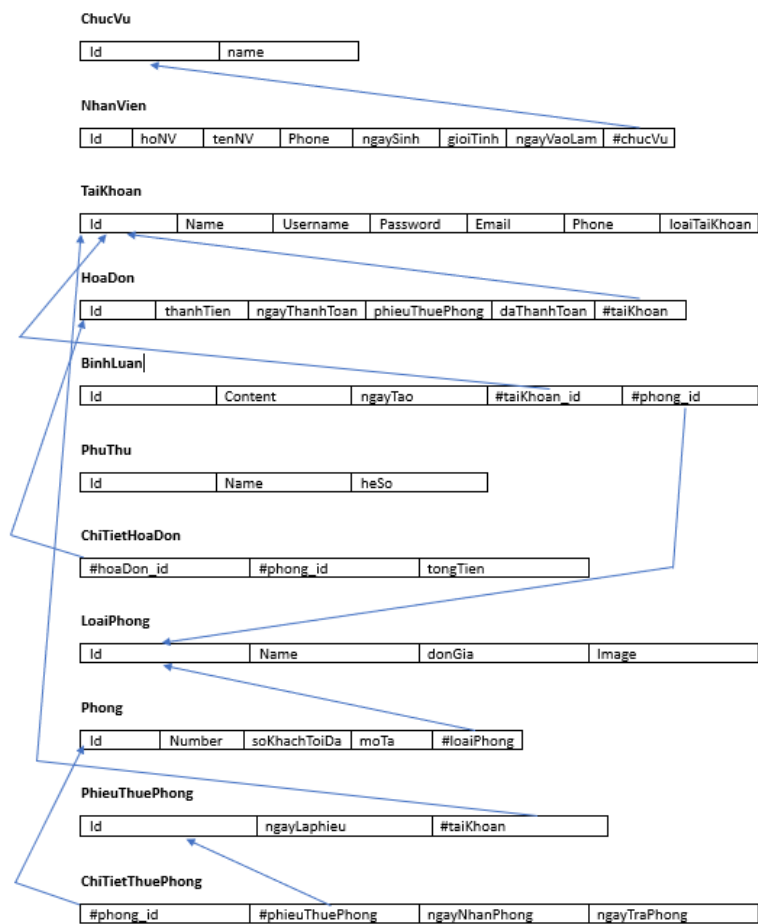 ChucVu
Id name
NhanVien
Id hoNV tenNV Phone ngaySinh gioiTinh ngayVaoLam #chucVu
TaiKhoan
Id Name Username Password Email Phone loaiTaiKhoan
HoaDon
Id thanhTien ngayThanhToan phieuThuePhong daThanhToan #taiKhoan
BinhLuan
Id Content ngayTao #taiKhoan_id #phong_id
PhuThu
Id Name heSo
ChiTietHoaDon
#hoaDon_id #phong_id tongTien
LoaiPhong
Id Name donGia Image
Phong
Id Number soKhachToiDa moTa #loaiPhong
PhieuThuePhong
Id ngayLaphieu #taiKhoan
ChiTietThuePhong
#phong_id #phieuThuePhong ngayNhanPhong ngayTraPhong